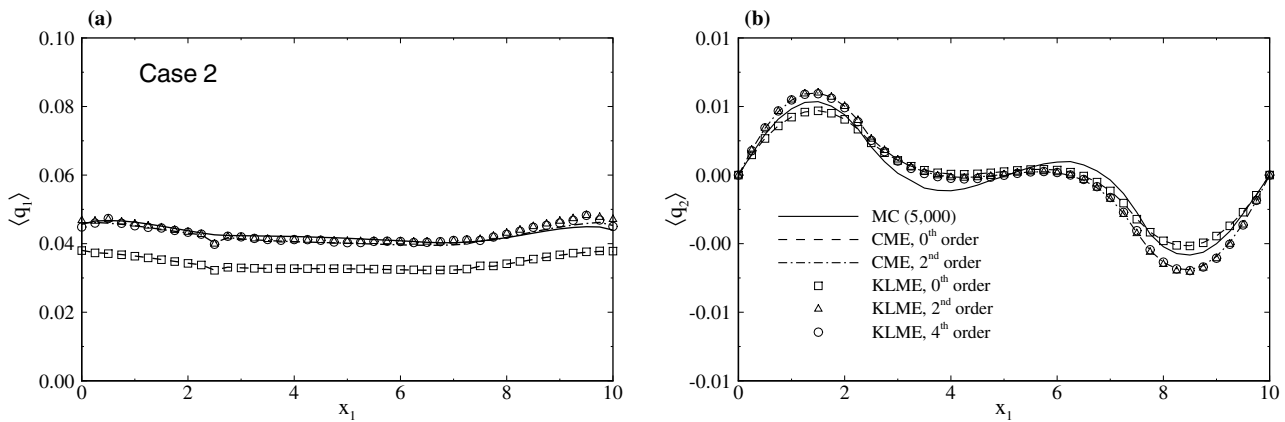 (a)
0.10
0.08
0.06
0.04
0.02
0.00
⟨q1⟩
Case 2
0 2 4 6 8 10
x1
(b)
0.01
0.01
0.00
-0.00
-0.01
-0.01
⟨q2⟩
MC (5,000)
CME, 0th order
CME, 2nd order
KLME, 0th order
KLME, 2nd order
KLME, 4th order
0 2 4 6 8 10
x1